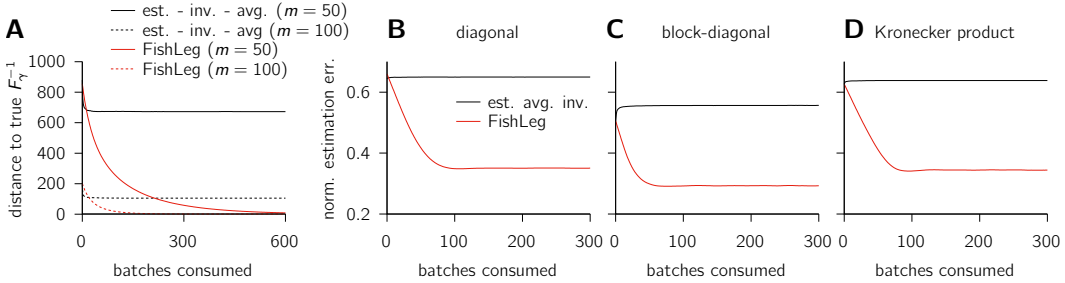 A
est. - inv. - avg. (m = 50)
est. - inv. - avg (m = 100)
FishLeg (m = 50)
FishLeg (m = 100)
distance to true F_γ^{-1}
1000
800
600
400
200
0
0 300 600
batches consumed
B diagonal
norm. estimation err.
0.6
0.4
0.2
est. avg. inv.
FishLeg
0 100 200 300
batches consumed
C block-diagonal
0 100 200 300
batches consumed
D Kronecker product
0 100 200 300
batches consumed